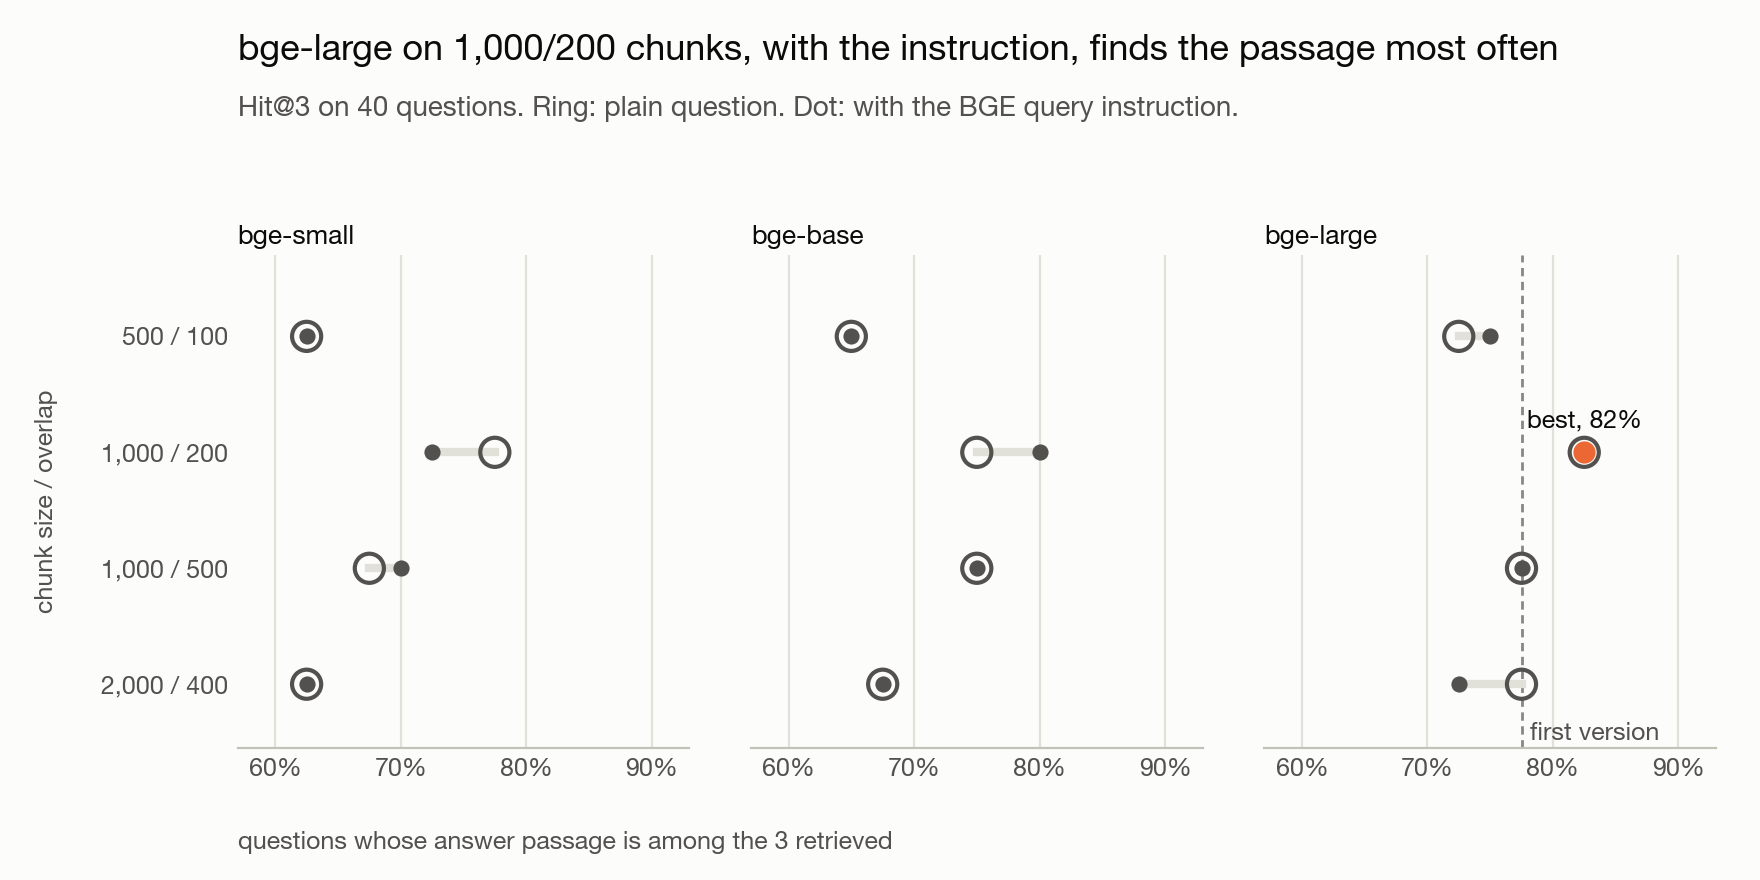 bge-large on 1,000/200 chunks, with the instruction, finds the passage most often
Hit@3 on 40 questions. Ring: plain question. Dot: with the BGE query instruction.
bge-small
bge-base
bge-large
chunk size / overlap
500 / 100
1,000 / 200
best, 82%
1,000 / 500
2,000 / 400
first version
60% 70% 80% 90%
60% 70% 80% 90%
60% 70% 80% 90%
questions whose answer passage is among the 3 retrieved